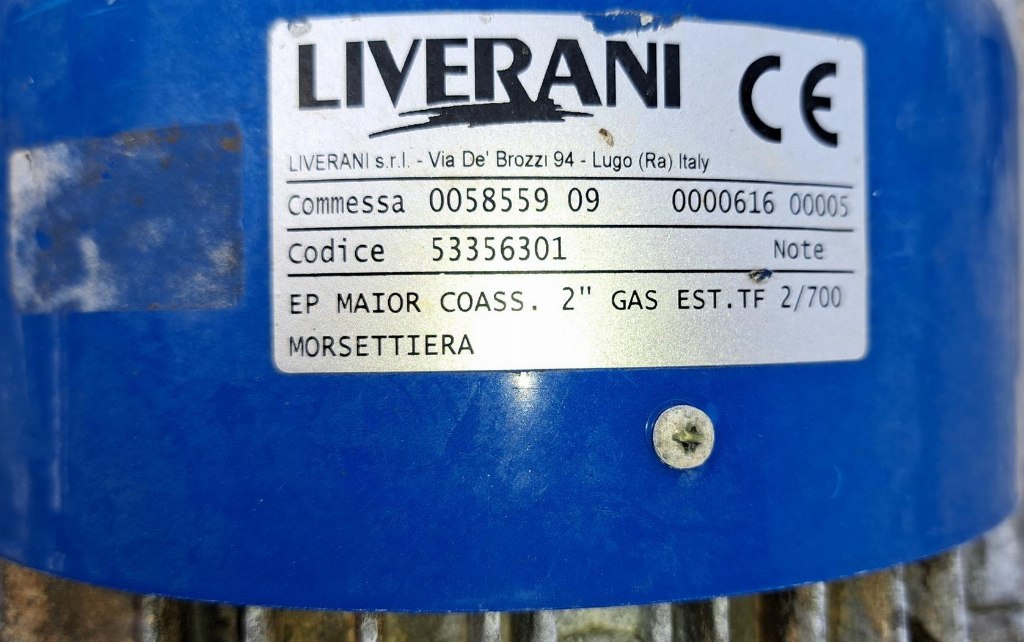 LIVERANI CE
LIVERANI s.r.l. - Via De' Brozzi 94 - Lugo (Ra) Italy
Commessa 0058559 09 0000616 00005
Codice 53356301 Note
EP MAIOR COASS. 2" GAS EST.TF 2/700
MORSETTIERA